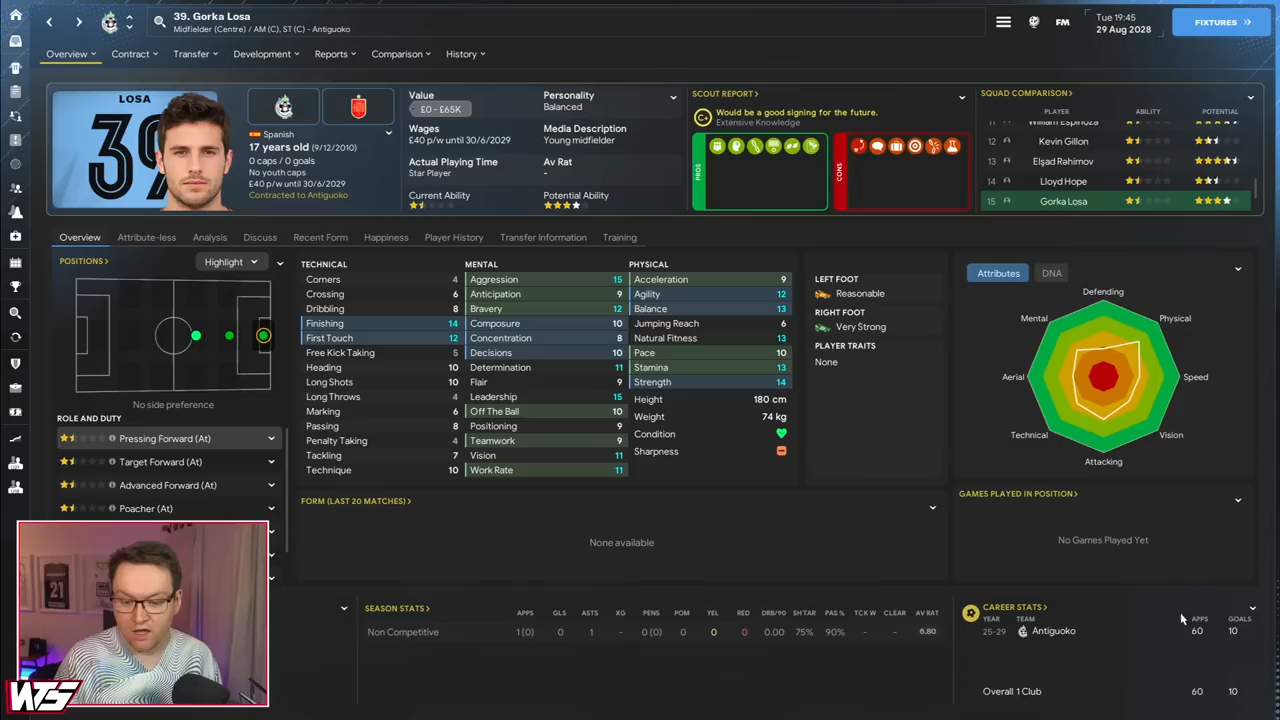 39. Gorka Losa
Midfielder (Centre) / AM (C), ST (C) - Antiguoko
FM
Tue 19:45
29 Aug 2028
FIXTURES
Overview
Contract
Transfer
Development
Reports
Comparison
History
LOSA
39
Spanish
17 years old (9/12/2010)
0 caps / 0 goals
No youth caps
£40 p/w until 30/6/2029
Contracted to Antiguoko
Value
£0 - £65K
Wages
£40 p/w until 30/6/2029
Actual Playing Time
Star Player
Current Ability
Personality
Balanced
Media Description
Young midfielder
Av Rat
-
Potential Ability
SCOUT REPORT
C+
Would be a good signing for the future.
Extensive Knowledge
PROS
CONS
SQUAD COMPARISON
PLAYER ABILITY POTENTIAL
11 William Espinoza
12 Kevin Gillon
13 Elşad Rahimov
14 Lloyd Hope
15 Gorka Losa
Overview
Attribute-less
Analysis
Discuss
Recent Form
Happiness
Player History
Transfer Information
Training
POSITIONS
Highlight
No side preference
ROLE AND DUTY
Pressing Forward (At)
Target Forward (At)
Advanced Forward (At)
Poacher (At)
TECHNICAL
Corners 4
Crossing 6
Dribbling 8
Finishing 14
First Touch 12
Free Kick Taking 5
Heading 10
Long Shots 10
Long Throws 4
Marking 6
Passing 8
Penalty Taking 4
Tackling 7
Technique 10
MENTAL
Aggression 15
Anticipation 9
Bravery 12
Composure 10
Concentration 8
Decisions 10
Determination 11
Flair 9
Leadership 15
Off The Ball 10
Positioning 9
Teamwork 9
Vision 11
Work Rate 11
PHYSICAL
Acceleration 9
Agility 12
Balance 13
Jumping Reach 6
Natural Fitness 13
Pace 10
Stamina 13
Strength 14
Height 180 cm
Weight 74 kg
Condition
Sharpness
LEFT FOOT
Reasonable
RIGHT FOOT
Very Strong
PLAYER TRAITS
None
Attributes
DNA
Defending
Physical
Speed
Vision
Attacking
Technical
Aerial
Mental
FORM (LAST 20 MATCHES)
None available
GAMES PLAYED IN POSITION
No Games Played Yet
SEASON STATS
APPS GLS ASTS XG PENS POM YEL RED DRB/90 SH TAR PAS % TCK W CLEAR AV RAT
Non Competitive 1 (0) 0 1 - 0 (0) 0 0 0 0.00 75% 90% - - 6.80
CAREER STATS
YEAR TEAM APPS GOALS
25-29 Antiguoko 60 10
Overall 1 Club 60 10
21
WTS